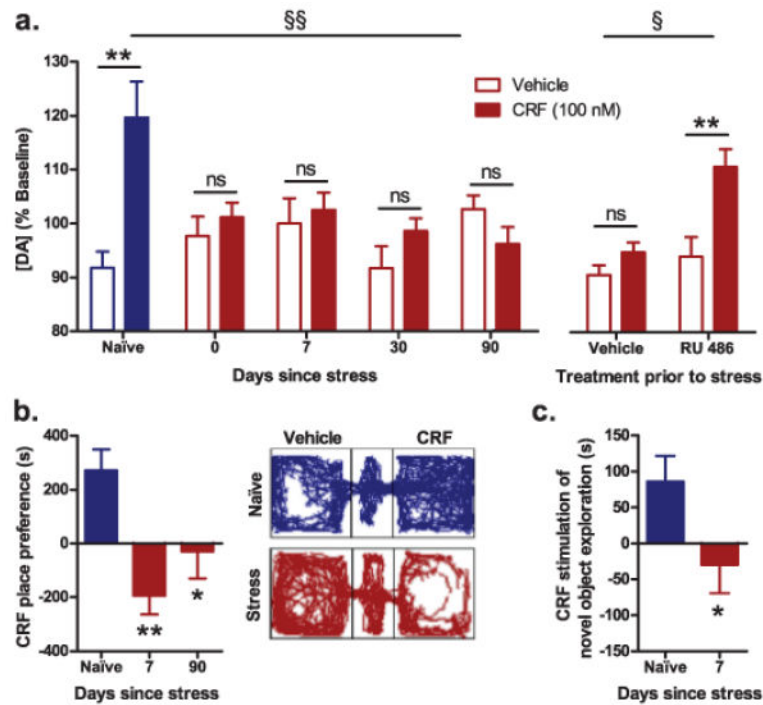 a.
§§
§
**
ns
ns
ns
ns
ns
**
Vehicle
CRF (100 nM)
[DA] (% Baseline)
130
120
110
100
90
80
Naïve
0
7
30
90
Days since stress
Vehicle
RU 486
Treatment prior to stress
b.
CRF place preference (s)
400
200
0
-200
-400
**
*
Naïve
7
90
Days since stress
Vehicle
CRF
Naïve
Stress
c.
CRF stimulation of
novel object exploration (s)
150
100
50
0
-50
-100
-150
*
Naïve
7
Days since stress